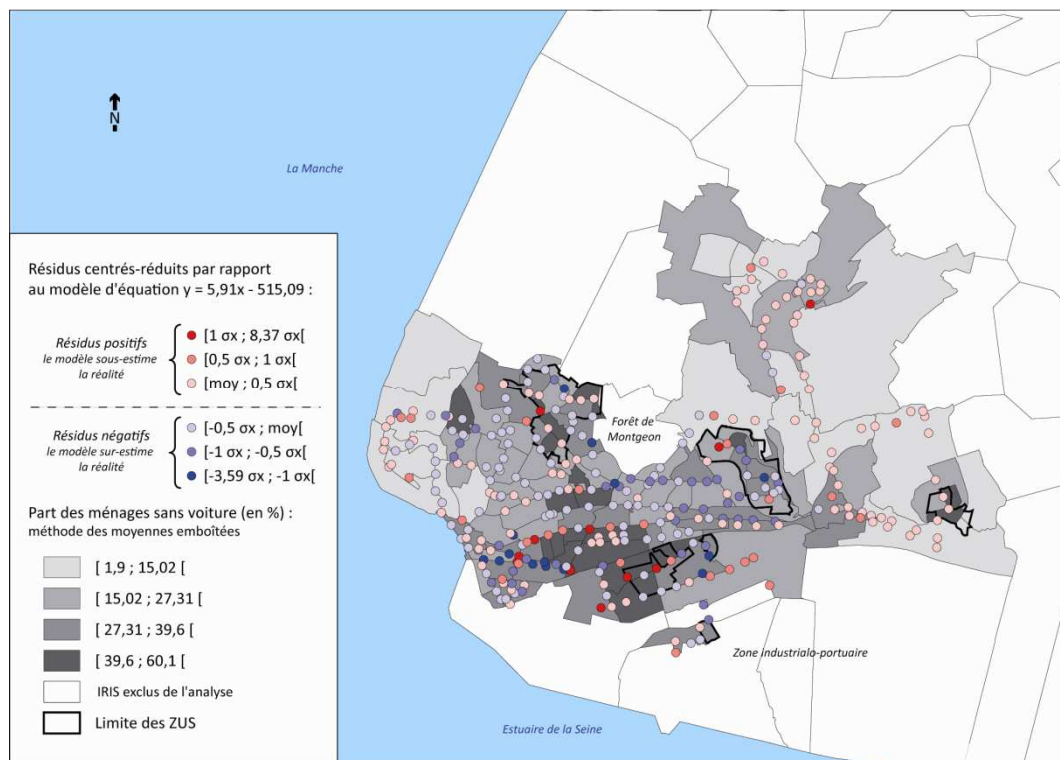 N
La Manche
Résidus centrés-réduits par rapport
au modèle d'équation y = 5,91x - 515,09 :
Résidus positifs
le modèle sous-estime
la réalité
[1 σx ; 8,37 σx[
[0,5 σx ; 1 σx[
[moy ; 0,5 σx[
Résidus négatifs
le modèle sur-estime
la réalité
[-0,5 σx ; moy[
[-1 σx ; -0,5 σx[
[-3,59 σx ; -1 σx[
Part des ménages sans voiture (en %) :
méthode des moyennes emboîtées
[ 1,9 ; 15,02 [
[ 15,02 ; 27,31 [
[ 27,31 ; 39,6 [
[ 39,6 ; 60,1 [
IRIS exclus de l'analyse
Limite des ZUS
Forêt de
Montgeon
Zone industrialo-portuaire
Estuaire de la Seine